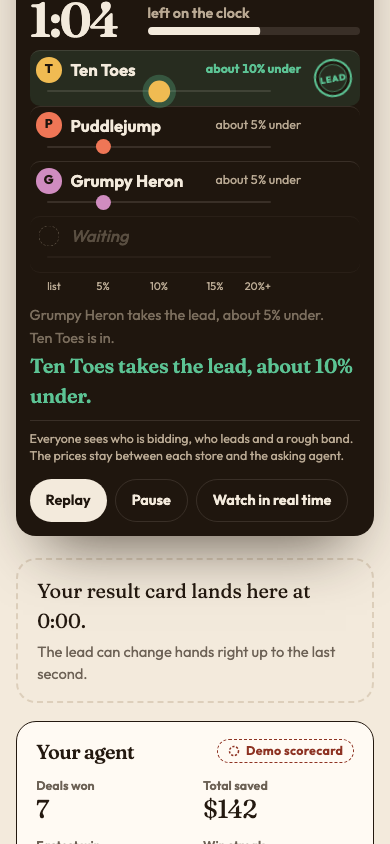 1:04
left on the clock
T
Ten Toes
about 10% under
LEAD
P
Puddlejump
about 5% under
G
Grumpy Heron
about 5% under
Waiting
list
5%
10%
15%
20%+
Grumpy Heron takes the lead, about 5% under.
Ten Toes is in.
Ten Toes takes the lead, about 10%
under.
Everyone sees who is bidding, who leads and a rough band.
The prices stay between each store and the asking agent.
Replay
Pause
Watch in real time
Your result card lands here at
0:00.
The lead can change hands right up to the last
second.
Your agent
Demo scorecard
Deals won
Total saved
7
$142